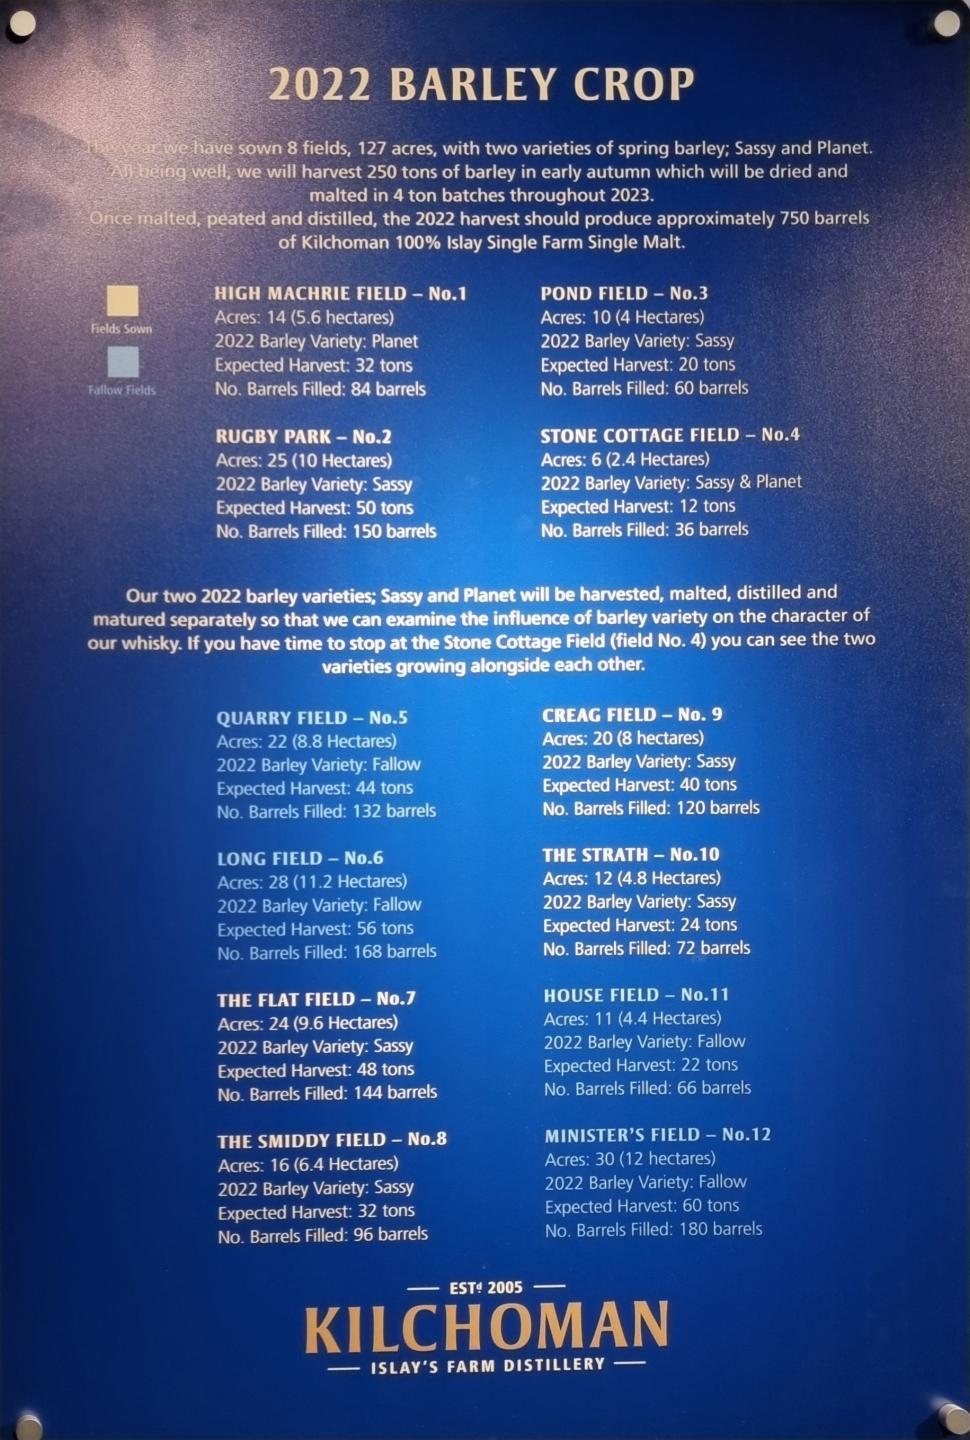 2022 BARLEY CROP
This year we have sown 8 fields, 127 acres, with two varieties of spring barley; Sassy and Planet.
All being well, we will harvest 250 tons of barley in early autumn which will be dried and
malted in 4 ton batches throughout 2023.
Once malted, peated and distilled, the 2022 harvest should produce approximately 750 barrels
of Kilchoman 100% Islay Single Farm Single Malt.
Fields Sown
Fallow Fields
HIGH MACHRIE FIELD – No.1
Acres: 14 (5.6 hectares)
2022 Barley Variety: Planet
Expected Harvest: 32 tons
No. Barrels Filled: 84 barrels
RUGBY PARK – No.2
Acres: 25 (10 Hectares)
2022 Barley Variety: Sassy
Expected Harvest: 50 tons
No. Barrels Filled: 150 barrels
POND FIELD – No.3
Acres: 10 (4 Hectares)
2022 Barley Variety: Sassy
Expected Harvest: 20 tons
No. Barrels Filled: 60 barrels
STONE COTTAGE FIELD – No.4
Acres: 6 (2.4 Hectares)
2022 Barley Variety: Sassy & Planet
Expected Harvest: 12 tons
No. Barrels Filled: 36 barrels
Our two 2022 barley varieties; Sassy and Planet will be harvested, malted, distilled and
matured separately so that we can examine the influence of barley variety on the character of
our whisky. If you have time to stop at the Stone Cottage Field (field No. 4) you can see the two
varieties growing alongside each other.
QUARRY FIELD – No.5
Acres: 22 (8.8 Hectares)
2022 Barley Variety: Fallow
Expected Harvest: 44 tons
No. Barrels Filled: 132 barrels
LONG FIELD – No.6
Acres: 28 (11.2 Hectares)
2022 Barley Variety: Fallow
Expected Harvest: 56 tons
No. Barrels Filled: 168 barrels
THE FLAT FIELD – No.7
Acres: 24 (9.6 Hectares)
2022 Barley Variety: Sassy
Expected Harvest: 48 tons
No. Barrels Filled: 144 barrels
THE SMIDDY FIELD – No.8
Acres: 16 (6.4 Hectares)
2022 Barley Variety: Sassy
Expected Harvest: 32 tons
No. Barrels Filled: 96 barrels
CREAG FIELD – No. 9
Acres: 20 (8 hectares)
2022 Barley Variety: Sassy
Expected Harvest: 40 tons
No. Barrels Filled: 120 barrels
THE STRATH – No.10
Acres: 12 (4.8 Hectares)
2022 Barley Variety: Sassy
Expected Harvest: 24 tons
No. Barrels Filled: 72 barrels
HOUSE FIELD – No.11
Acres: 11 (4.4 Hectares)
2022 Barley Variety: Fallow
Expected Harvest: 22 tons
No. Barrels Filled: 66 barrels
MINISTER'S FIELD – No.12
Acres: 30 (12 hectares)
2022 Barley Variety: Fallow
Expected Harvest: 60 tons
No. Barrels Filled: 180 barrels
ESTd 2005
KILCHOMAN
ISLAY'S FARM DISTILLERY